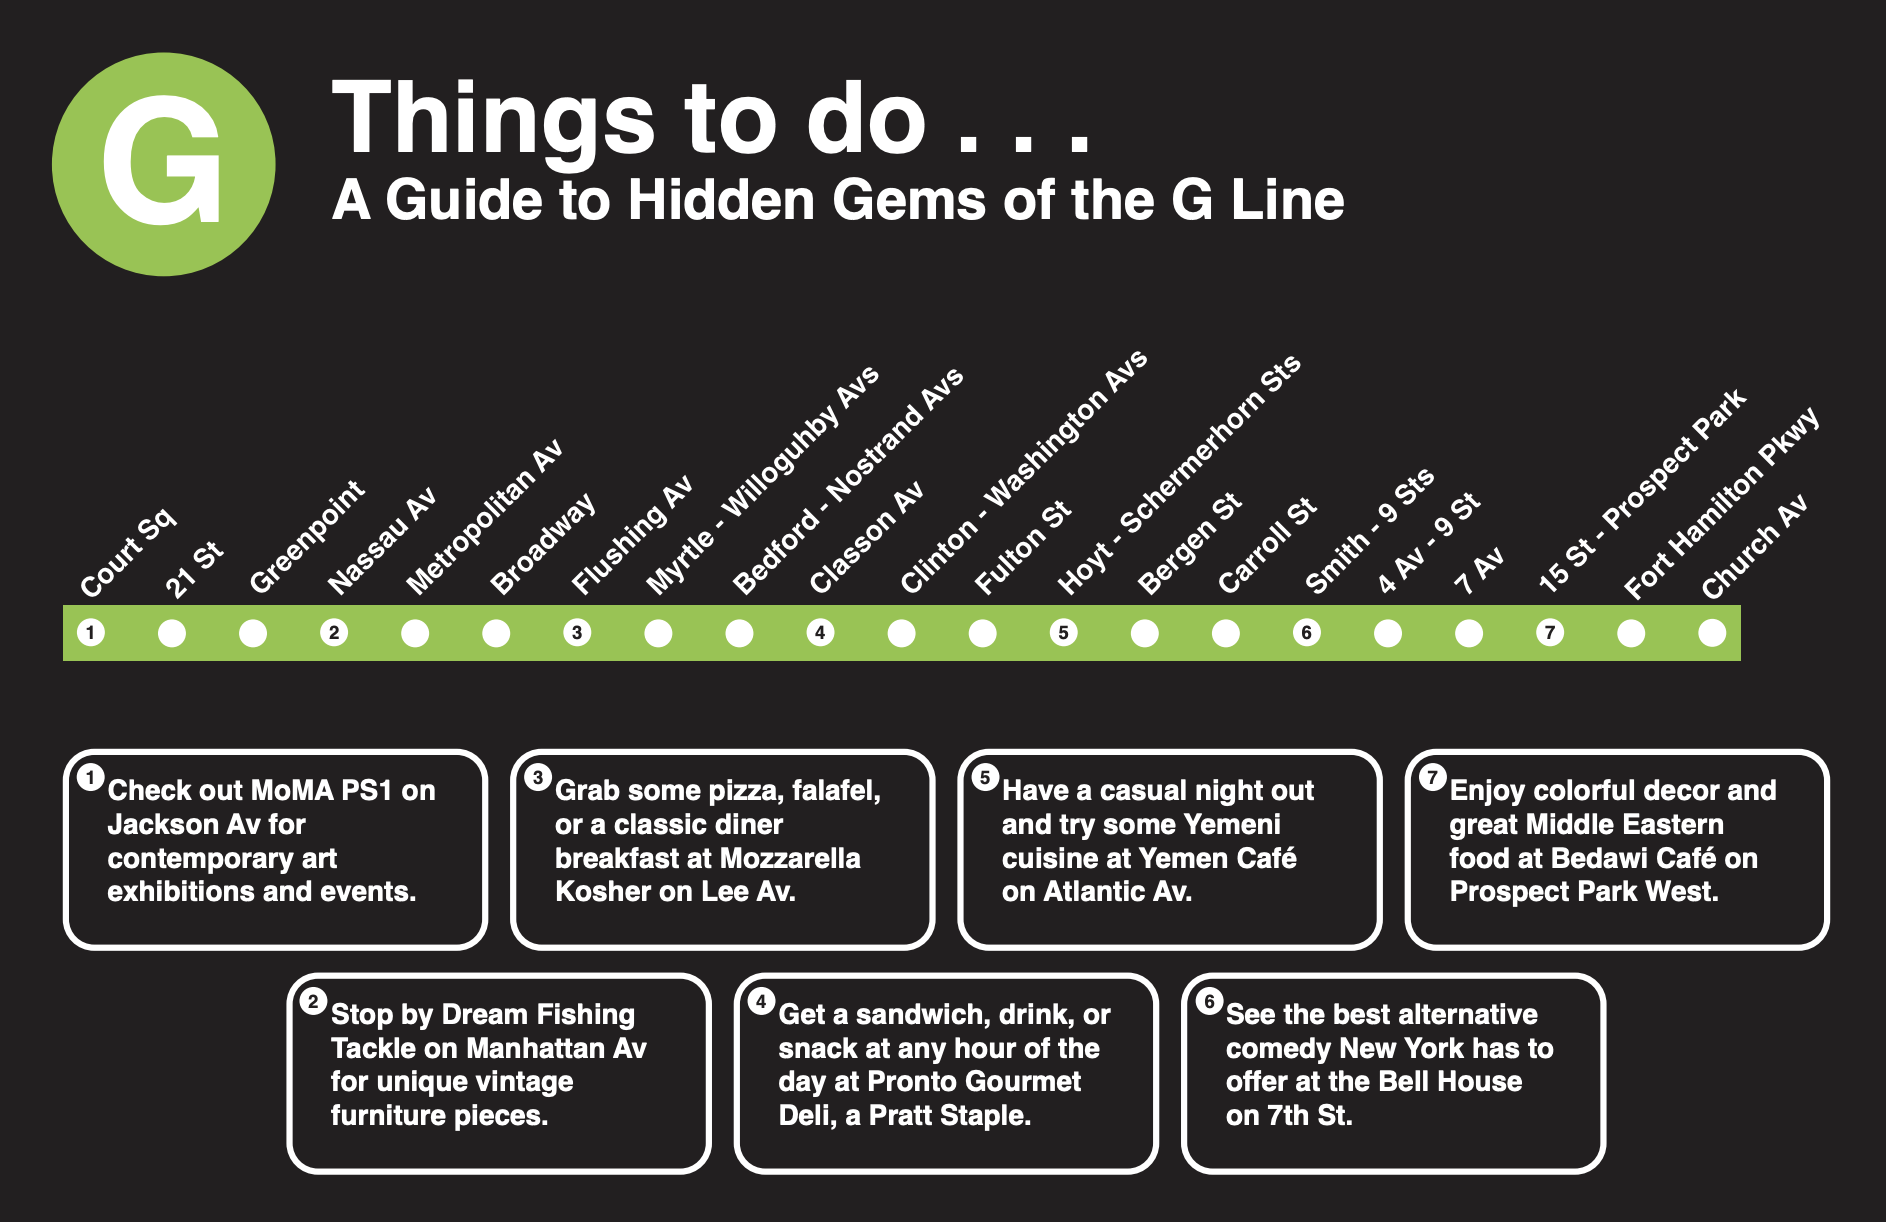 G
Things to do . . .
A Guide to Hidden Gems of the G Line
Court Sq
21 St
Greenpoint
Nassau Av
Metropolitan Av
Broadway
Flushing Av
Myrtle - Willoguhby Avs
Bedford - Nostrand Avs
Classon Av
Clinton - Washington Avs
Fulton St
Hoyt - Schermerhorn Sts
Bergen St
Carroll St
Smith - 9 Sts
4 Av - 9 St
7 Av
15 St - Prospect Park
Fort Hamilton Pkwy
Church Av
1 2 3 4 5 6 7
1 Check out MoMA PS1 on
Jackson Av for
contemporary art
exhibitions and events.
3 Grab some pizza, falafel,
or a classic diner
breakfast at Mozzarella
Kosher on Lee Av.
5 Have a casual night out
and try some Yemeni
cuisine at Yemen Café
on Atlantic Av.
7 Enjoy colorful decor and
great Middle Eastern
food at Bedawi Café on
Prospect Park West.
2 Stop by Dream Fishing
Tackle on Manhattan Av
for unique vintage
furniture pieces.
4 Get a sandwich, drink, or
snack at any hour of the
day at Pronto Gourmet
Deli, a Pratt Staple.
6 See the best alternative
comedy New York has to
offer at the Bell House
on 7th St.